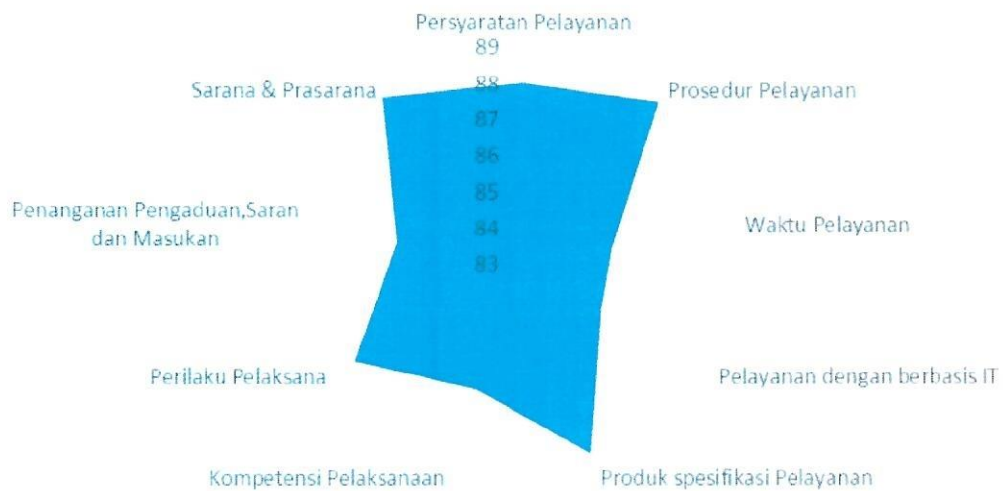 Persyaratan Pelayanan
89
88
87
86
85
84
83
Prosedur Pelayanan
Waktu Pelayanan
Pelayanan dengan berbasis IT
Produk spesifikasi Pelayanan
Kompetensi Pelaksanaan
Perilaku Pelaksana
Penanganan Pengaduan,Saran
dan Masukan
Sarana & Prasarana